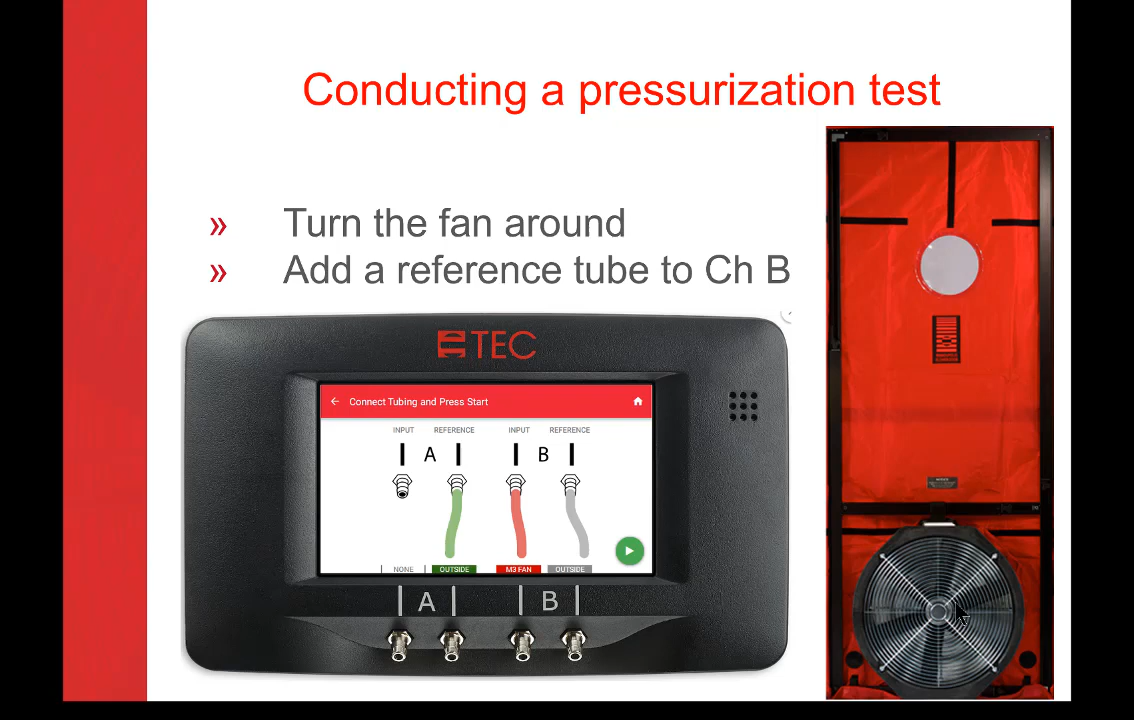 Conducting a pressurization test
» Turn the fan around
» Add a reference tube to Ch B
TEC
← Connect Tubing and Press Start
INPUT REFERENCE INPUT REFERENCE
A B
NONE OUTSIDE M3 FAN OUTSIDE
A B